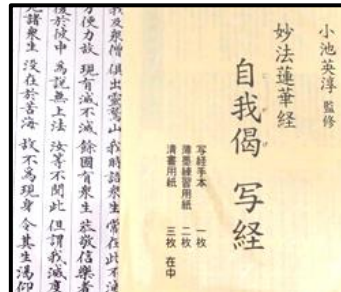 小池英淳 監修
妙法蓮華経
自我偈 写経
写経手本 一枚
薄墨練習用紙 二枚
清書用紙 三枚 在中
我及衆僧 倶出靈鷲山 我時語衆生 常在此不滅
方便力故 現有滅不滅 餘國有衆生 恭敬信樂者
復於彼中 為説無上法 汝等不聞此 但謂我滅度
見諸衆生 没在於苦海 故不為現身 令其生渇仰